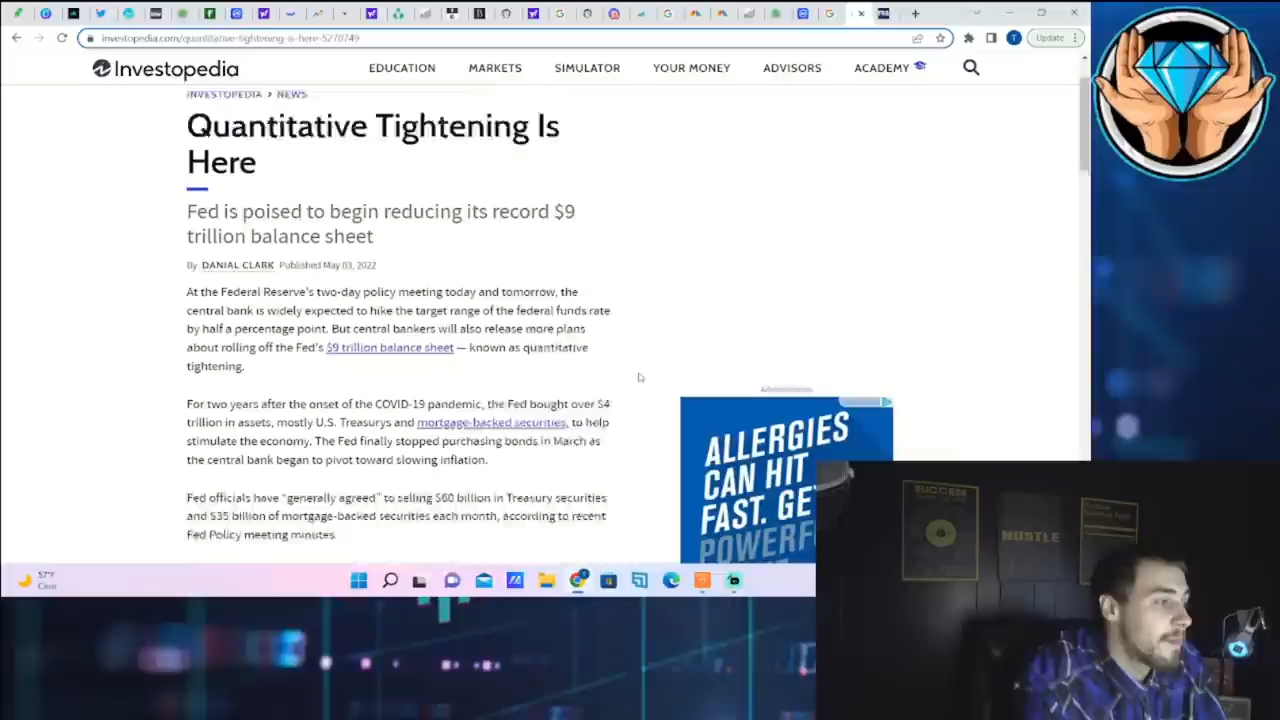 investopedia.com/quantitative-tightening-is-here-5270749
T
Update
Investopedia
EDUCATION
MARKETS
SIMULATOR
YOUR MONEY
ADVISORS
ACADEMY
INVESTOPEDIA > NEWS
Quantitative Tightening Is
Here
Fed is poised to begin reducing its record $9
trillion balance sheet
By DANIAL CLARK Published May 03, 2022
At the Federal Reserve's two-day policy meeting today and tomorrow, the
central bank is widely expected to hike the target range of the federal funds rate
by half a percentage point. But central bankers will also release more plans
about rolling off the Fed's $9 trillion balance sheet — known as quantitative
tightening.
For two years after the onset of the COVID-19 pandemic, the Fed bought over $4
trillion in assets, mostly U.S. Treasurys and mortgage-backed securities, to help
stimulate the economy. The Fed finally stopped purchasing bonds in March as
the central bank began to pivot toward slowing inflation.
Fed officials have "generally agreed" to selling $60 billion in Treasury securities
and $35 billion of mortgage-backed securities each month, according to recent
Fed Policy meeting minutes.
Advertisement
ALLERGIES
CAN HIT
FAST. GE
POWERF
57°F
Clear
SUCCESS
HUSTLE